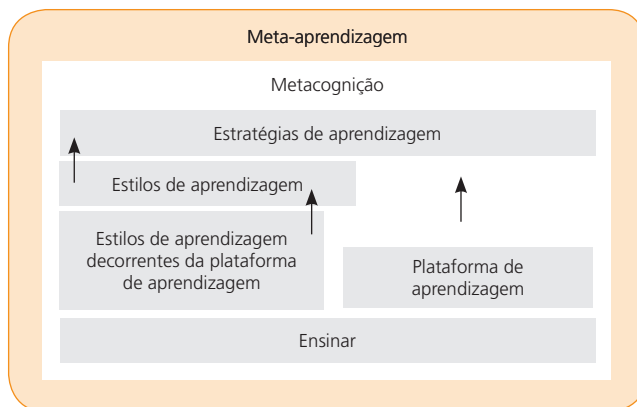 Meta-aprendizagem
Metacognição
Estratégias de aprendizagem
Estilos de aprendizagem
Estilos de aprendizagem
decorrentes da plataforma
de aprendizagem
Plataforma de
aprendizagem
Ensinar